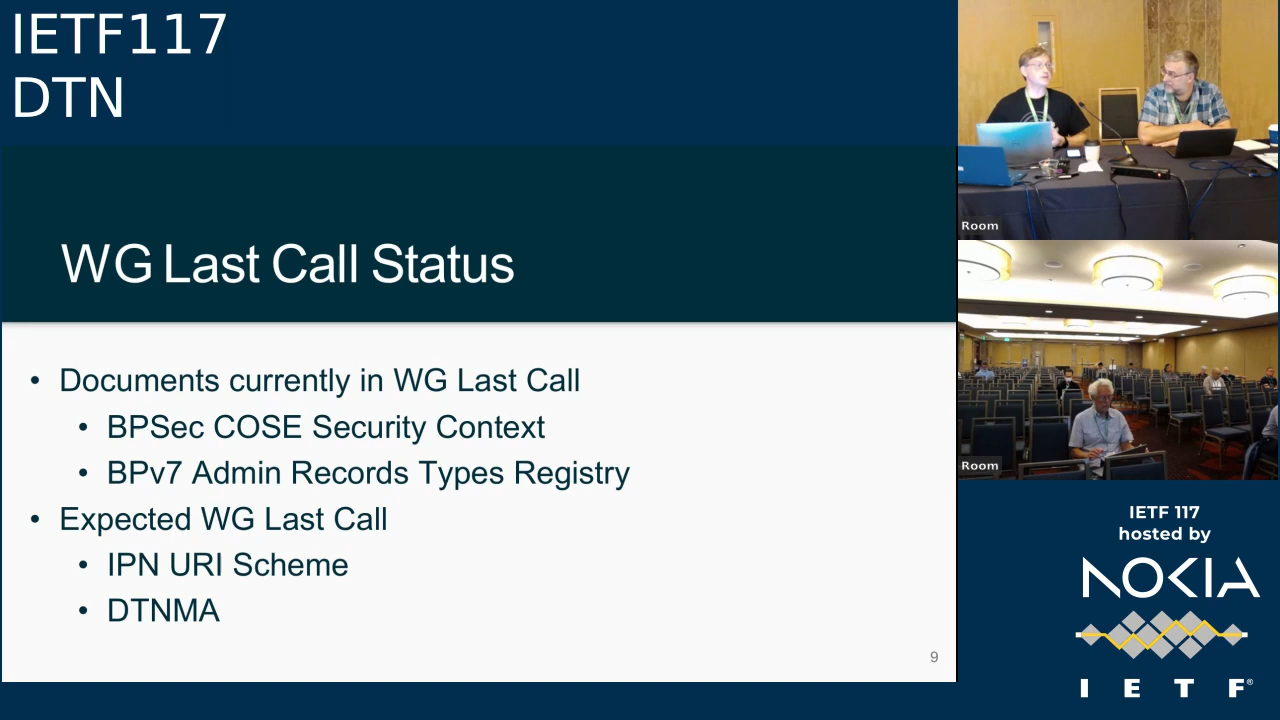 IETF117
DTN
WG Last Call Status
• Documents currently in WG Last Call
• BPSec COSE Security Context
• BPv7 Admin Records Types Registry
• Expected WG Last Call
• IPN URI Scheme
• DTNMA
9
Room
Room
IETF 117
hosted by
NOKIA
I E T F®